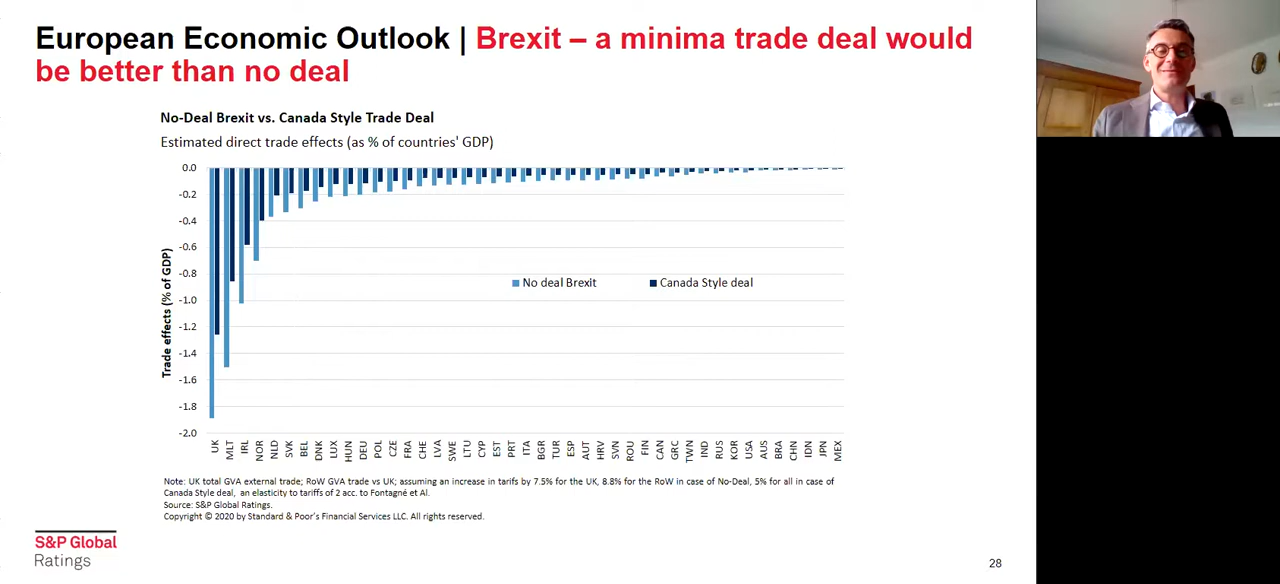 European Economic Outlook | Brexit – a minima trade deal would
be better than no deal
No-Deal Brexit vs. Canada Style Trade Deal
Estimated direct trade effects (as % of countries' GDP)
Trade effects (% of GDP)
0.0
-0.2
-0.4
-0.6
-0.8
-1.0
-1.2
-1.4
-1.6
-1.8
-2.0
No deal Brexit
Canada Style deal
UK
MLT
IRL
NOR
NLD
SVK
BEL
DNK
LUX
HUN
DEU
POL
CZE
FRA
CHE
LVA
SWE
LTU
CYP
EST
PRT
ITA
BGR
TUR
ESP
AUT
HRV
SVN
ROU
FIN
CAN
GRC
TWN
IND
RUS
KOR
USA
AUS
BRA
CHN
IDN
JPN
MEX
Note: UK total GVA external trade; RoW GVA trade vs UK; assuming an increase in tarifs by 7.5% for the UK, 8.8% for the RoW in case of No-Deal, 5% for all in case of
Canada Style deal, an elasticity to tariffs of 2 acc. to Fontagné et Al.
Source: S&P Global Ratings.
Copyright © 2020 by Standard & Poor's Financial Services LLC. All rights reserved.
S&P Global
Ratings
28